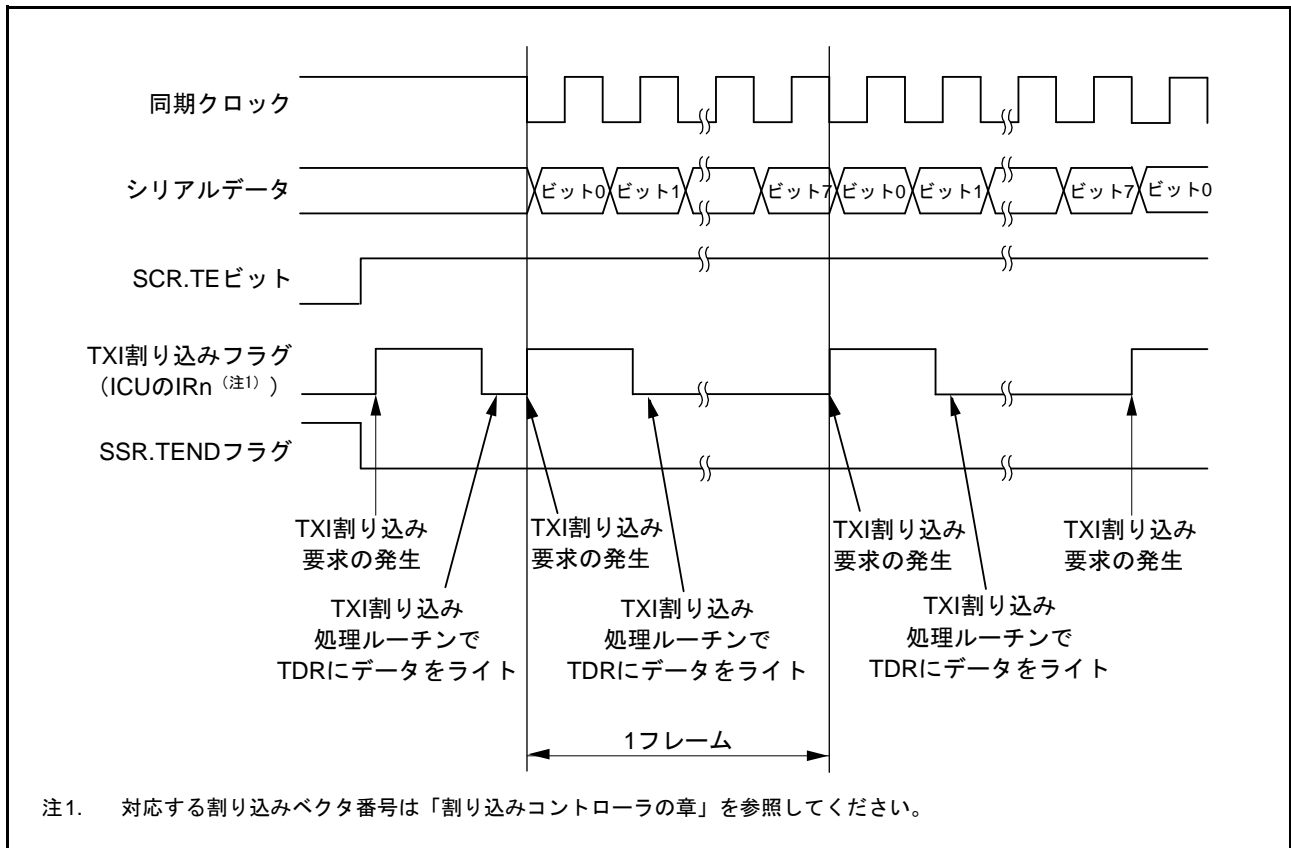 同期クロック
シリアルデータ
ビット0 ビット1 ビット7 ビット0 ビット1 ビット7 ビット0
SCR.TEビット
TXI割り込みフラグ
(ICUのIRn（注1）)
SSR.TENDフラグ
TXI割り込み
要求の発生
TXI割り込み
要求の発生
TXI割り込み
要求の発生
TXI割り込み
要求の発生
TXI割り込み
処理ルーチンで
TDRにデータをライト
TXI割り込み
処理ルーチンで
TDRにデータをライト
TXI割り込み
処理ルーチンで
TDRにデータをライト
1フレーム
注1. 対応する割り込みベクタ番号は「割り込みコントローラの章」を参照してください。